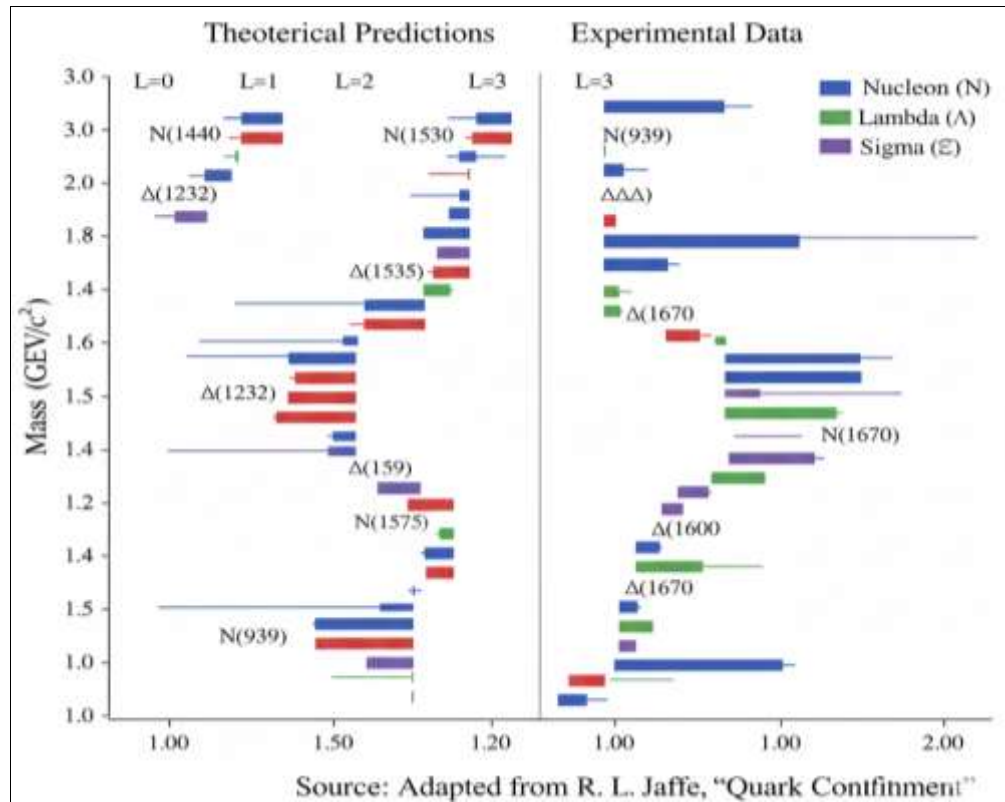 Theoterical Predictions
Experimental Data
L=0 L=1 L=2 L=3
L=3
Nucleon (N)
Lambda (Λ)
Sigma (Ξ)
Mass (GEV/c²)
3.0
3.0
2.0
1.8
1.4
1.6
1.5
1.4
1.2
1.4
1.5
1.0
1.0
N(1440
N(1530
Δ(1232)
Δ(1535)
Δ(1232)
Δ(159)
N(1575)
N(939)
N(939)
ΔΔΔ)
Δ(1670
N(1670)
Δ(1600
Δ(1670
1.00 1.50 1.20 1.00 1.00 2.00
Source: Adapted from R. L. Jaffe, “Quark Contfinment”